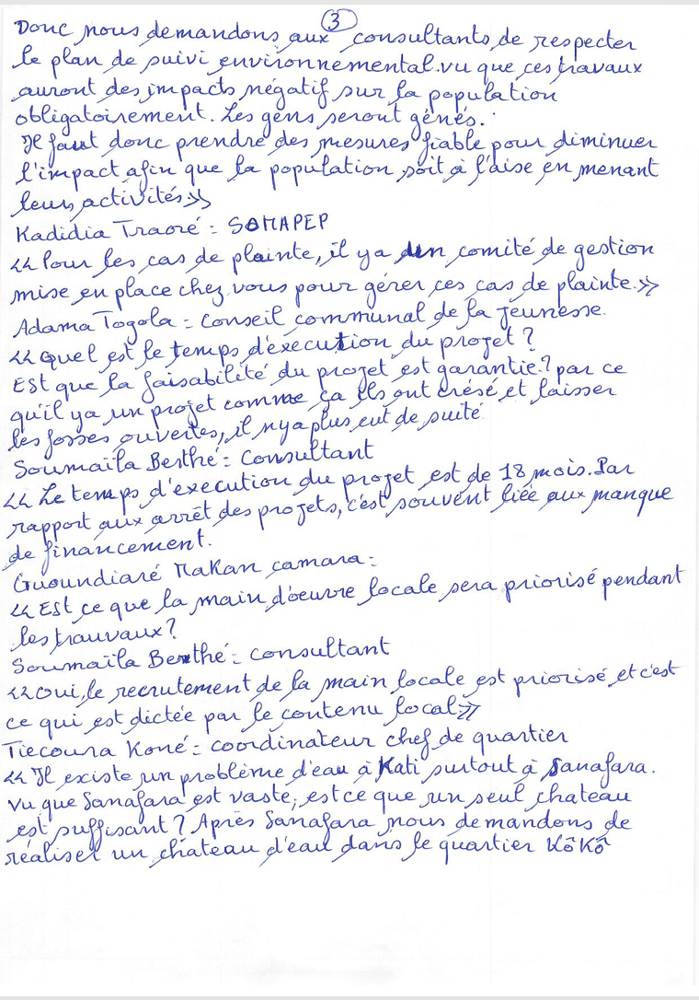 3
Donc nous demandons aux consultants de respecter
le plan de suivi environnemental vu que ces travaux
auront des impacts négatif sur la population
obligatoirement. Les gens seront gênés.
Il faut donc prendre des mesures fiable pour diminuer
l'impact afin que la population soit à l'aise en menant
leurs activités >>
Kadidia Traoré = SOMAPEP
<< Pour les cas de plainte, il ya un comité de gestion
mise en place chez vous pour gérer ces cas de plainte. >>
Adama Togola = Conseil communal de la jeunesse.
<< Quel est le temps d'execution du projet ?
Est que la faisabilité du projet est garantie ? par ce
qu'il ya un projet comme ça ils ont crésé et laisser
les fosses ouvertes, il n'ya plus eut de suite
Soumaïla Berthé = Consultant
<< Le temps d'execution du projet est de 18 mois. Par
rapport aux arrêt des projets, c'est souvent liée aux manque
de financement.
Guoundiaré Makan camara =
<< Est ce que la main d'oeuvre locale sera priorisé pendant
les trauvaux ?
Soumaïla Berthé = consultant
<< Oui, le recrutement de la main locale est priorisé et c'est
ce qui est dictée par le contenu local >>
Tiecoura Koné = coordinateur chef de quartier
<< Il existe un problème d'eau à Kati surtout à Sanafara.
Vu que Sanafara est vaste, est ce que un seul chateau
est suffisant ? Après Sanafara nous demandons de
réaliser un château d'eau dans le quartier Kôkô